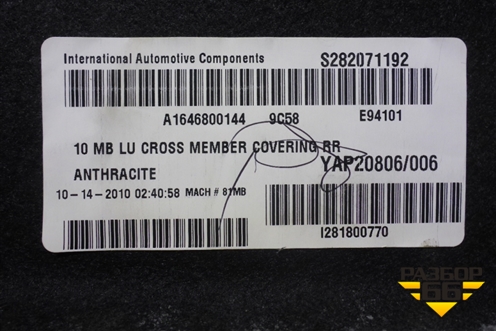 International Automotive Components S282071192
A1646800144 9C58 E94101
10 MB LU CROSS MEMBER COVERING RR
YAP20806/006
ANTHRACITE
10-14-2010 02:40:58 MACH # 81MB
I281800770
РАЗБОР
66